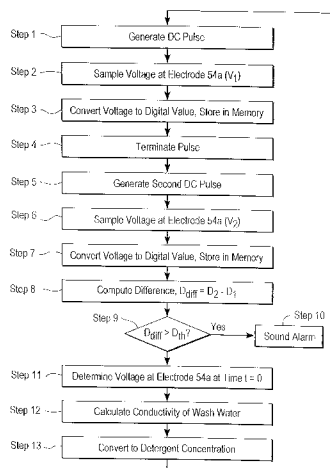 Step 1
Generate DC Pulse
Step 2
Sample Voltage at Electrode 54a (V1)
Step 3
Convert Voltage to Digital Value, Store in Memory
Step 4
Terminate Pulse
Step 5
Generate Second DC Pulse
Step 6
Sample Voltage at Electrode 54a (V2)
Step 7
Convert Voltage to Digital Value, Store in Memory
Step 8
Compute Difference, Ddiff = D2 - D1
Step 9
Ddiff > Dth?
Yes
Step 10
Sound Alarm
Step 11
Determine Voltage at Electrode 54a at Time t = 0
Step 12
Calculate Conductivity of Wash Water
Step 13
Convert to Detergent Concentration